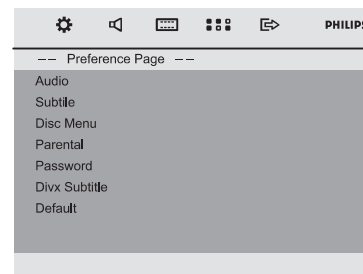 PHILIPS
-- Preference Page --
Audio
Subtile
Disc Menu
Parental
Password
Divx Subtitle
Default